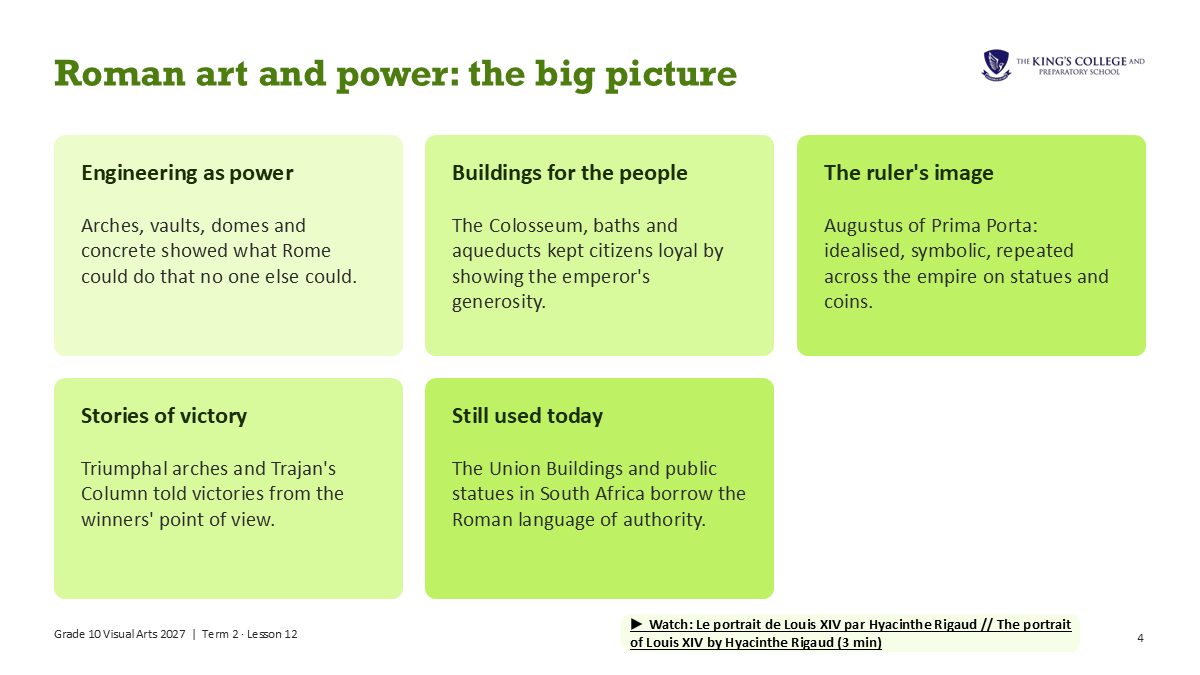 Roman art and power: the big picture
THE KING'S COLLEGE AND
PREPARATORY SCHOOL
Engineering as power
Arches, vaults, domes and
concrete showed what Rome
could do that no one else could.
Buildings for the people
The Colosseum, baths and
aqueducts kept citizens loyal by
showing the emperor's
generosity.
The ruler's image
Augustus of Prima Porta:
idealised, symbolic, repeated
across the empire on statues and
coins.
Stories of victory
Triumphal arches and Trajan's
Column told victories from the
winners' point of view.
Still used today
The Union Buildings and public
statues in South Africa borrow the
Roman language of authority.
Grade 10 Visual Arts 2027 | Term 2 · Lesson 12
▶ Watch: Le portrait de Louis XIV par Hyacinthe Rigaud // The portrait
of Louis XIV by Hyacinthe Rigaud (3 min)
4